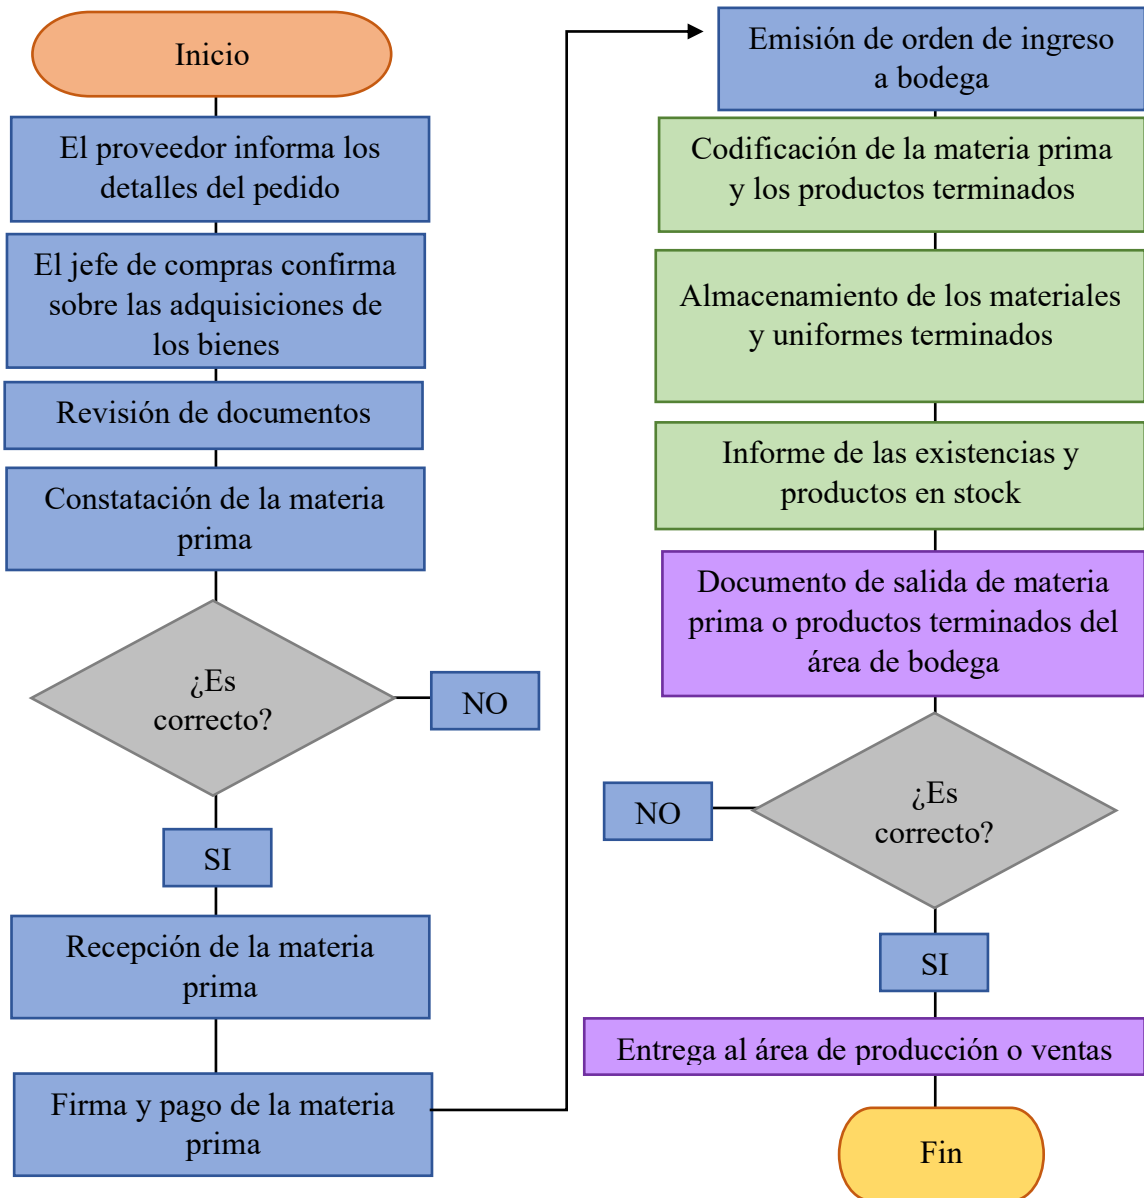 Inicio
El proveedor informa los
detalles del pedido
El jefe de compras confirma
sobre las adquisiciones de
los bienes
Revisión de documentos
Constatación de la materia
prima
¿Es
correcto?
NO
SI
Recepción de la materia
prima
Firma y pago de la materia
prima
Emisión de orden de ingreso
a bodega
Codificación de la materia prima
y los productos terminados
Almacenamiento de los materiales
y uniformes terminados
Informe de las existencias y
productos en stock
Documento de salida de materia
prima o productos terminados del
área de bodega
¿Es
correcto?
NO
SI
Entrega al área de producción o ventas
Fin